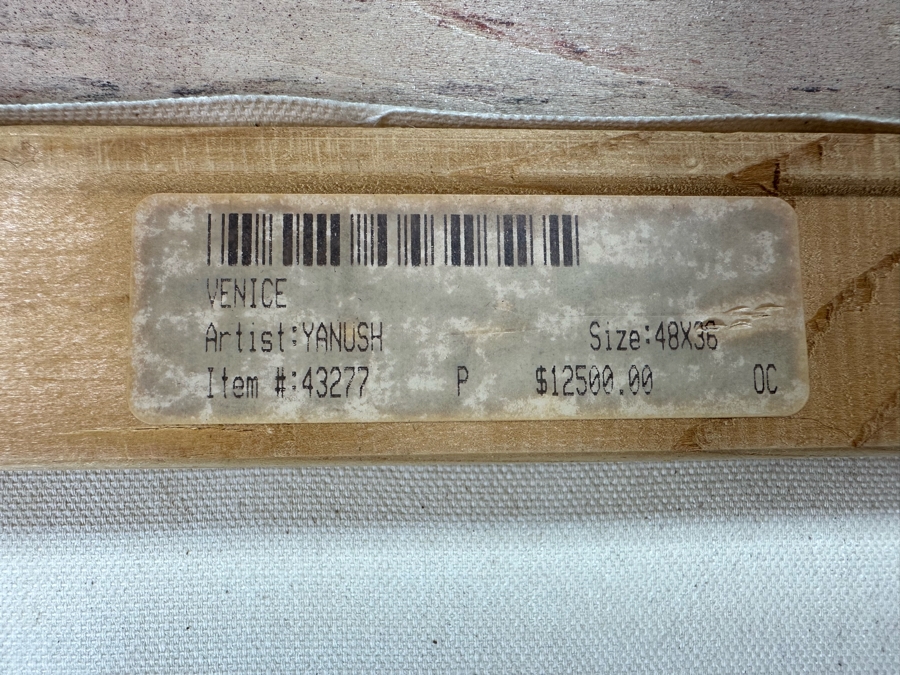 VENICE
Artist:YANUSH Size:48X36
Item #:43277 P $12500.00 OC